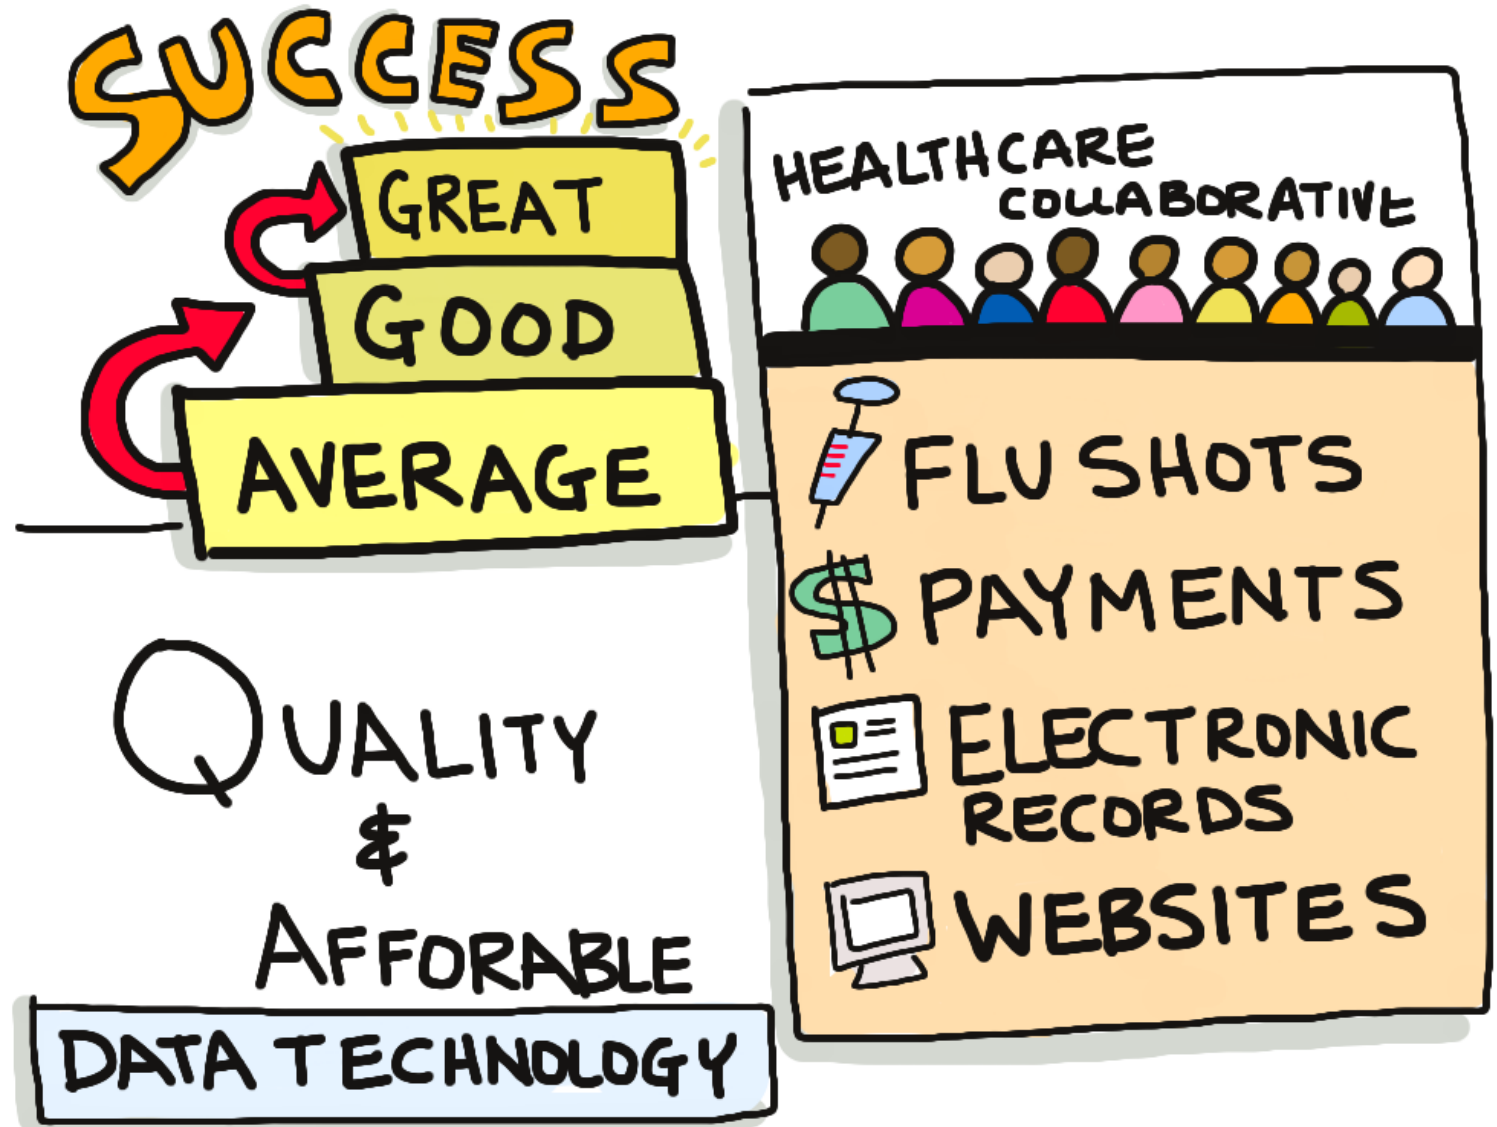 SUCCESS
GREAT
GOOD
AVERAGE
QUALITY
&
AFFORABLE
DATA TECHNOLOGY
HEALTHCARE
COLLABORATIVE
FLU SHOTS
$ PAYMENTS
ELECTRONIC
RECORDS
WEBSITES